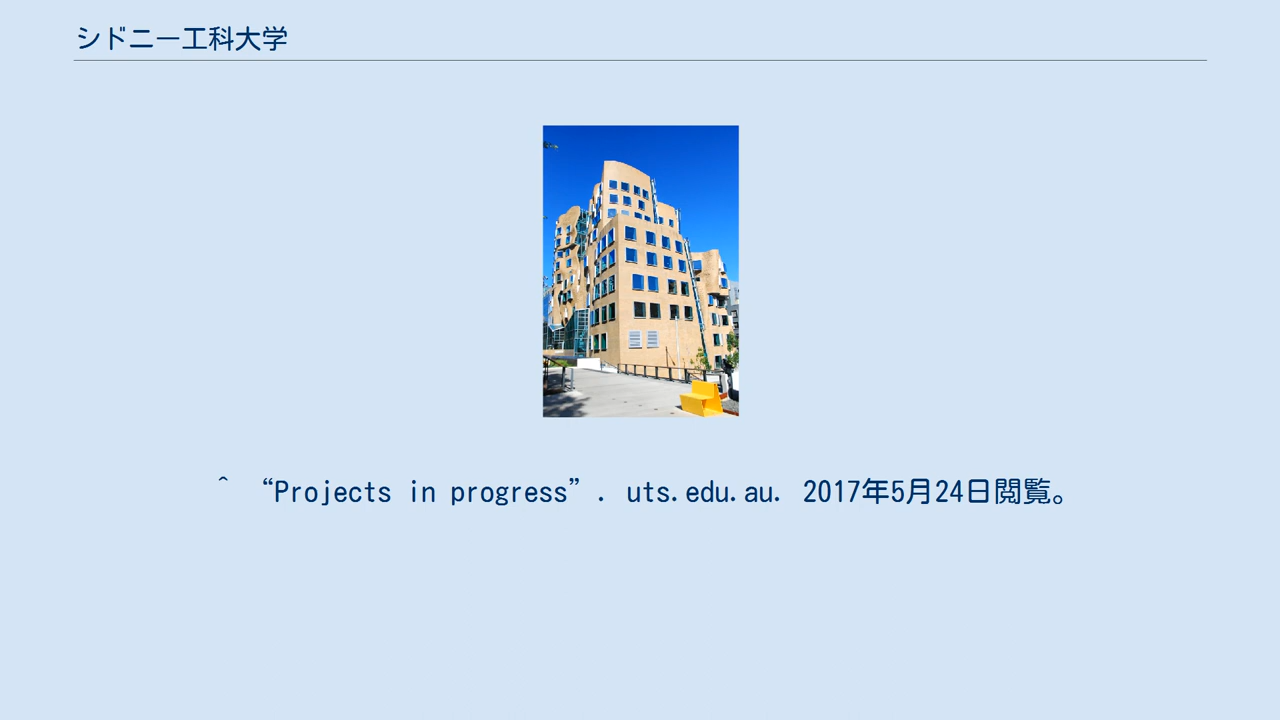 シドニー工科大学
^ “Projects in progress”. uts.edu.au. 2017年5月24日閲覧。